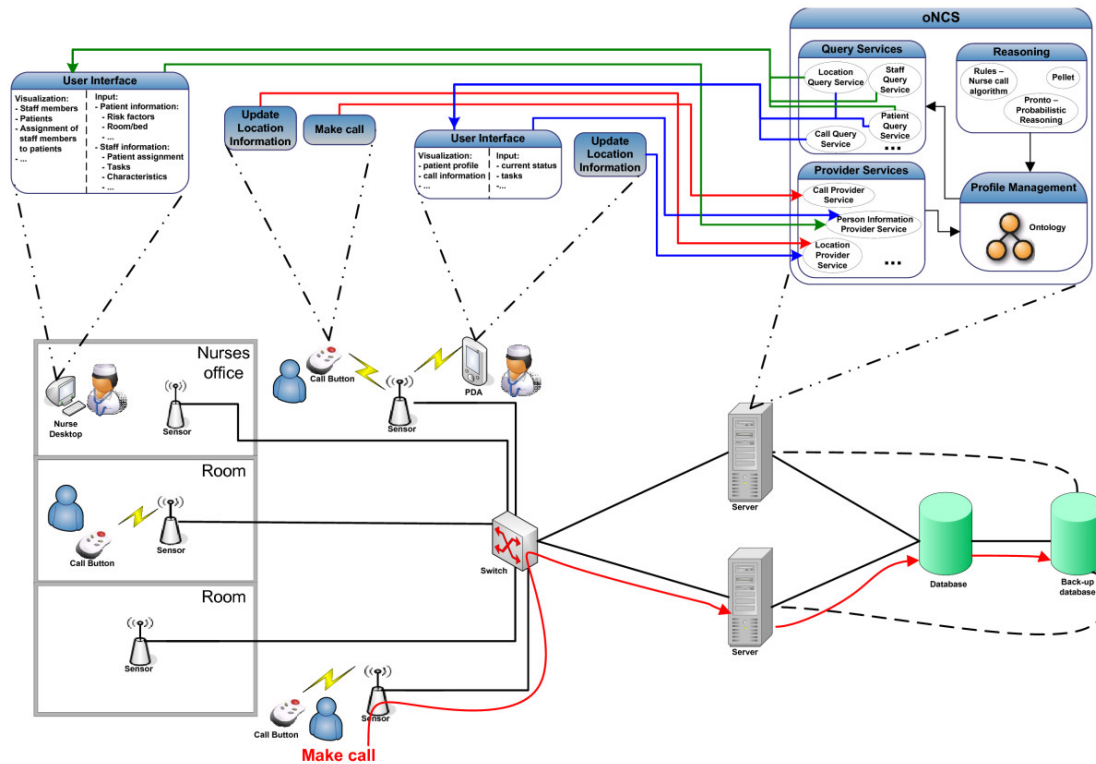 oNCS
Query Services
Location
Query Service
Staff
Query
Service
Call Query
Service
Patient
Query
Service
...
Reasoning
Rules –
Nurse call
algorithm
Pellet
Pronto –
Probabilistic
Reasoning
Provider Services
Call Provider
Service
Person Information
Provider Service
Location
Provider
Service
...
Profile Management
Ontology
User Interface
Visualization:
- Staff members
- Patients
- Assignment of
staff members
to patients
- ...
Input:
- Patient information:
- Risk factors
- Room/bed
- ...
- Staff information:
- Patient assignment
- Tasks
- Characteristics
- ...
Update
Location
Information
Make call
User Interface
Visualization:
- patient profile
- call information
- ...
Input:
- current status
- tasks
- ...
Update
Location
Information
Nurses
office
Nurse
Desktop
Sensor
Call Button
Sensor
PDA
Room
Call Button
Sensor
Room
Sensor
Call Button
Sensor
Make call
Switch
Server
Server
Database
Back-up
database